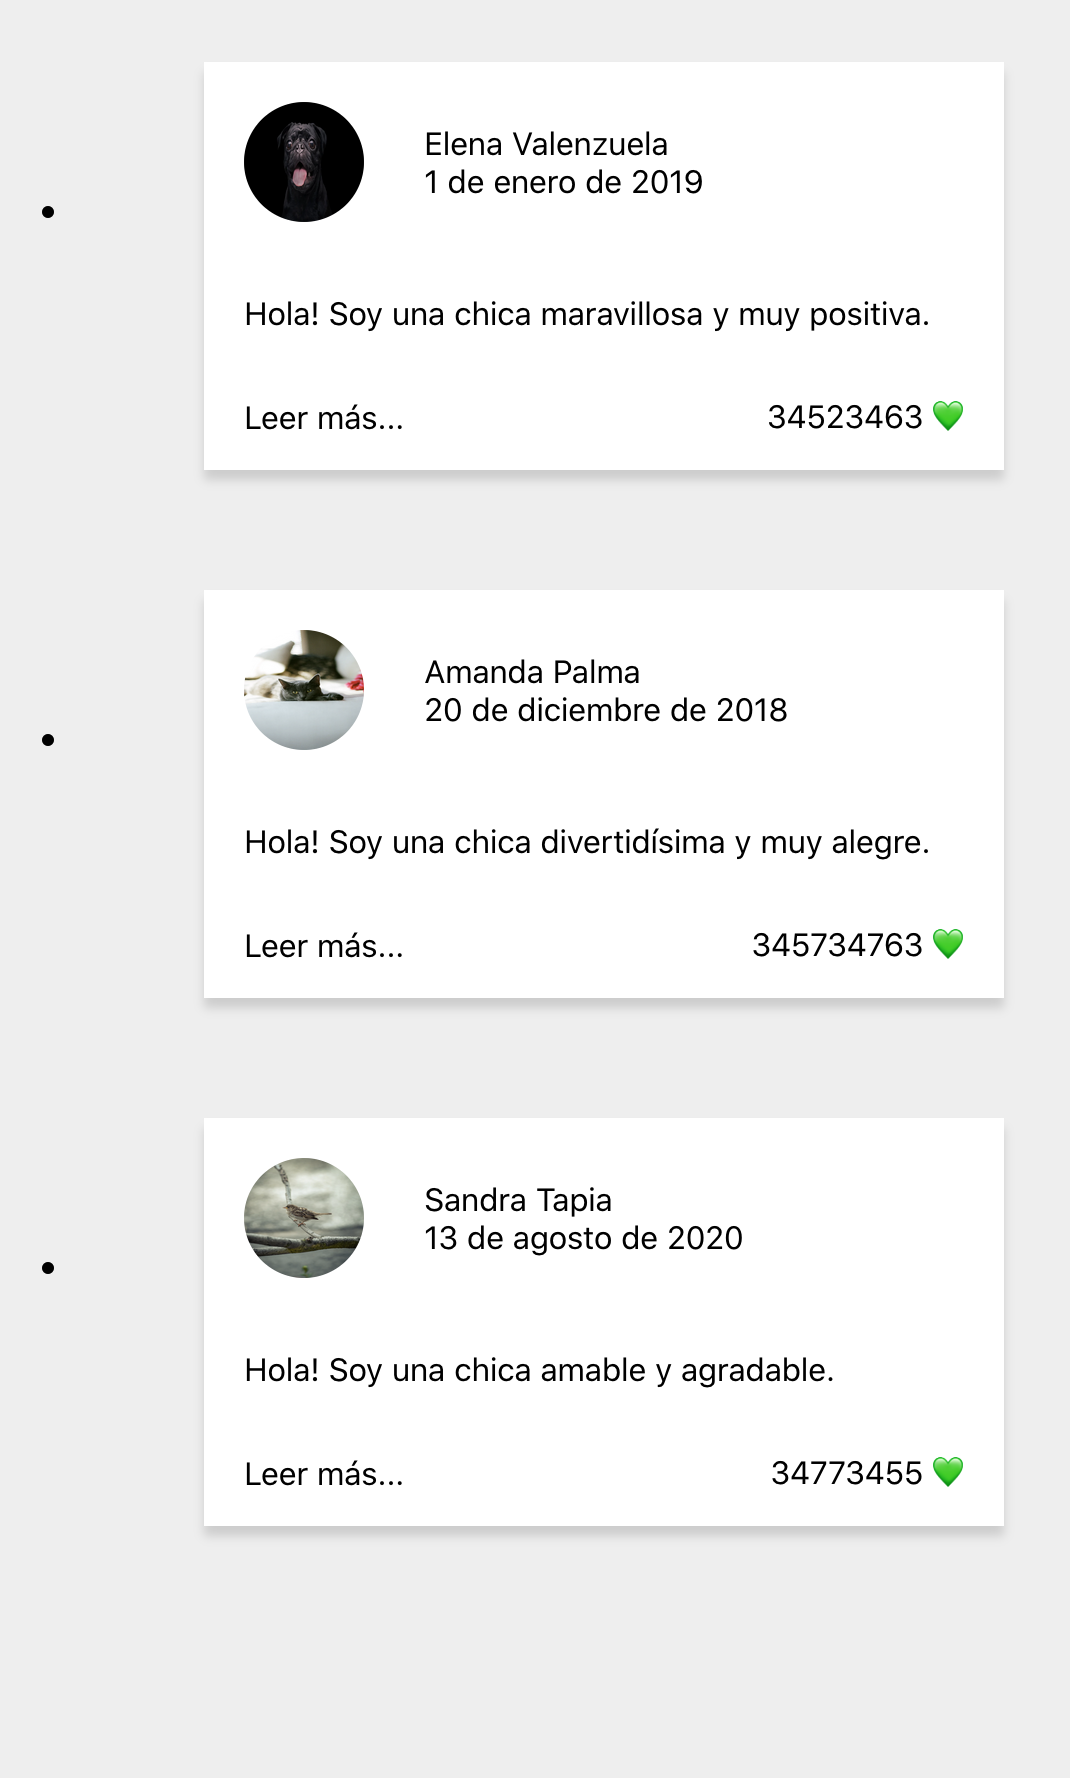 Elena Valenzuela
1 de enero de 2019
Hola! Soy una chica maravillosa y muy positiva.
Leer más... 34523463 💚
Amanda Palma
20 de diciembre de 2018
Hola! Soy una chica divertidísima y muy alegre.
Leer más... 345734763 💚
Sandra Tapia
13 de agosto de 2020
Hola! Soy una chica amable y agradable.
Leer más... 34773455 💚